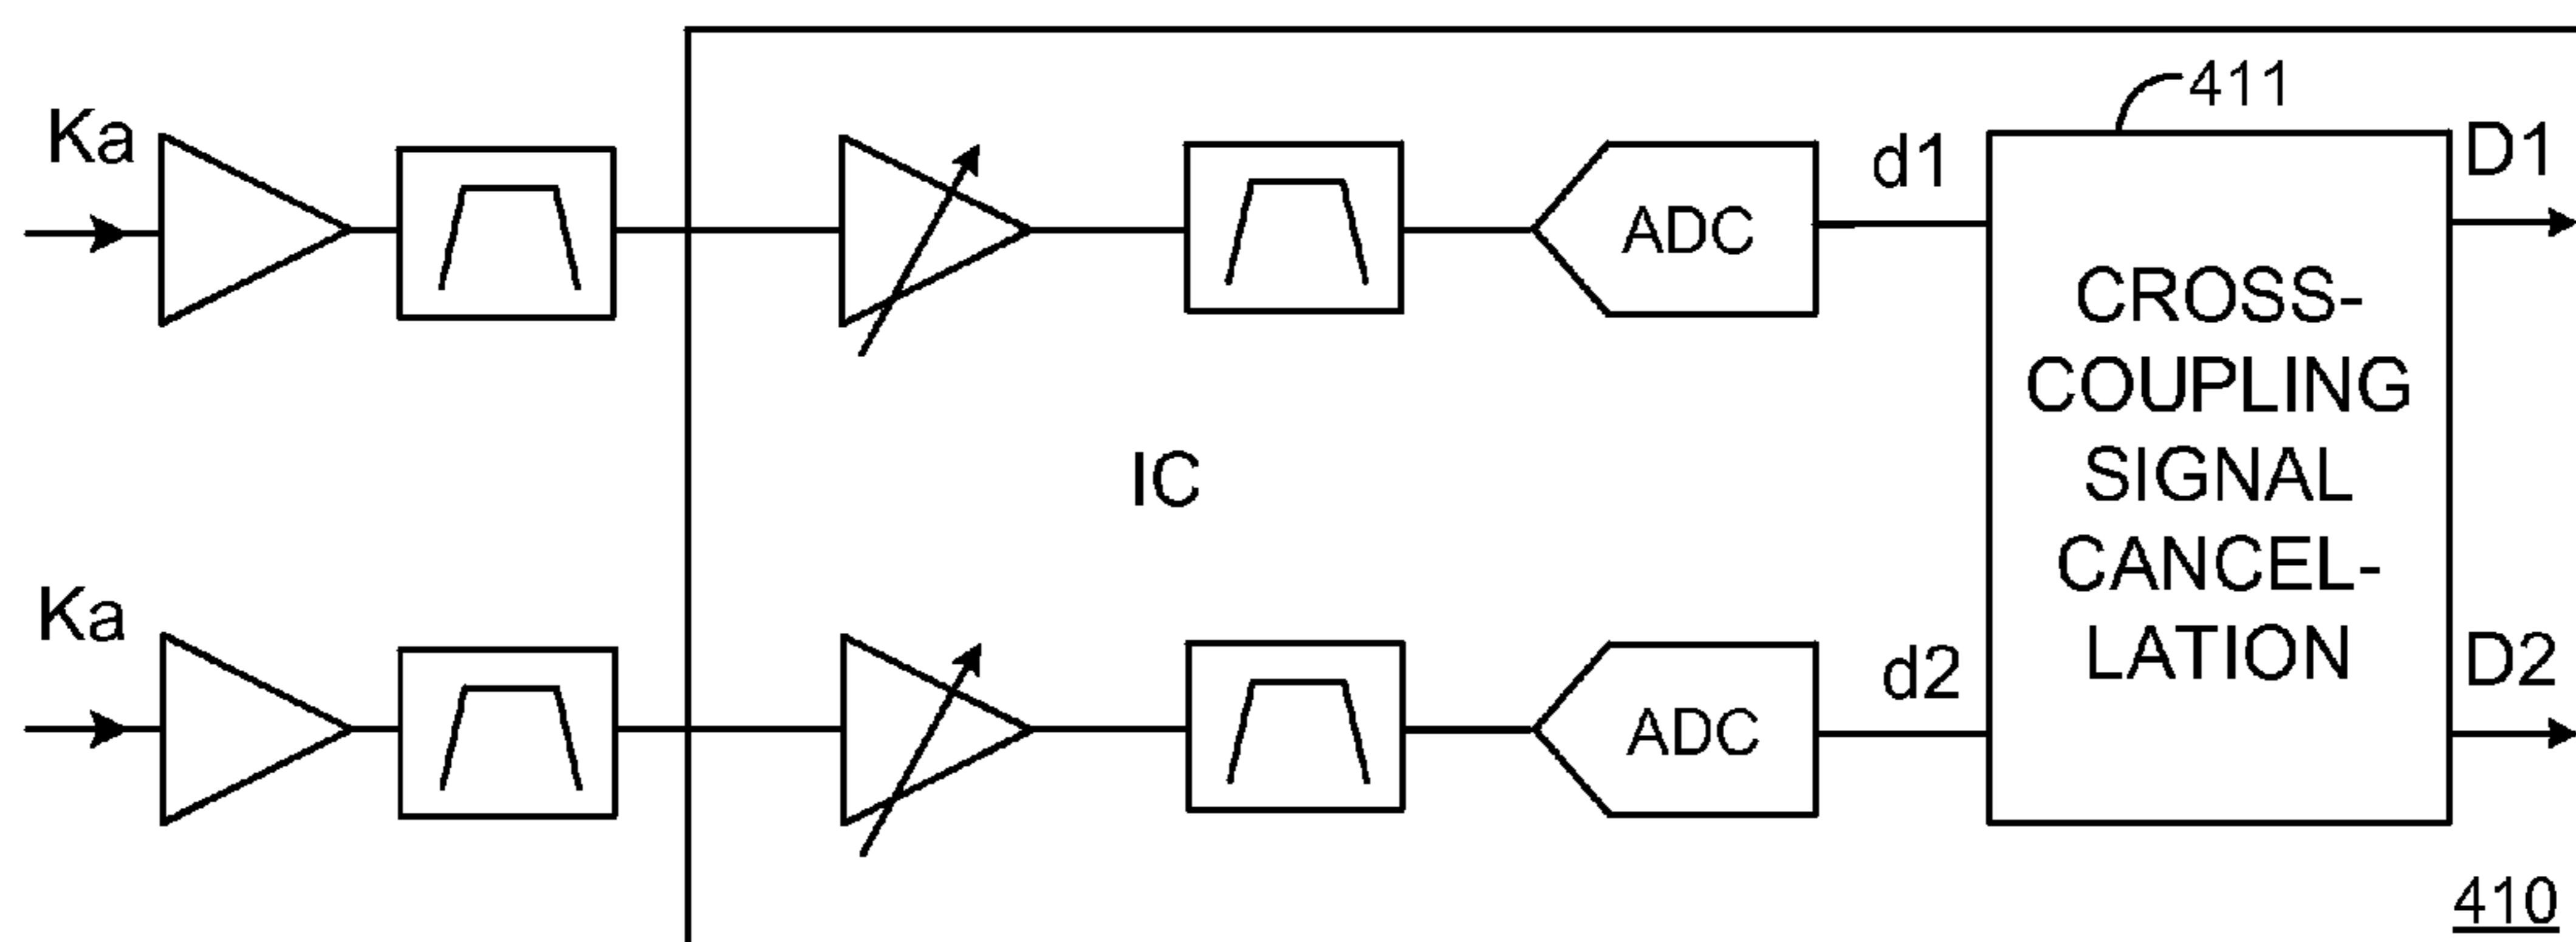 411
Ka
ADC
d1
D1
CROSS-
COUPLING
SIGNAL
CANCEL-
LATION
IC
Ka
ADC
d2
D2
410